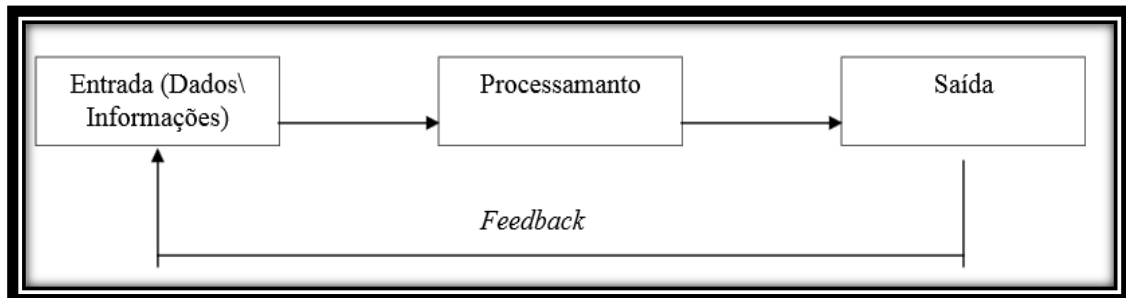 Entrada (Dados\
Informações)
Processamanto
Saída
Feedback